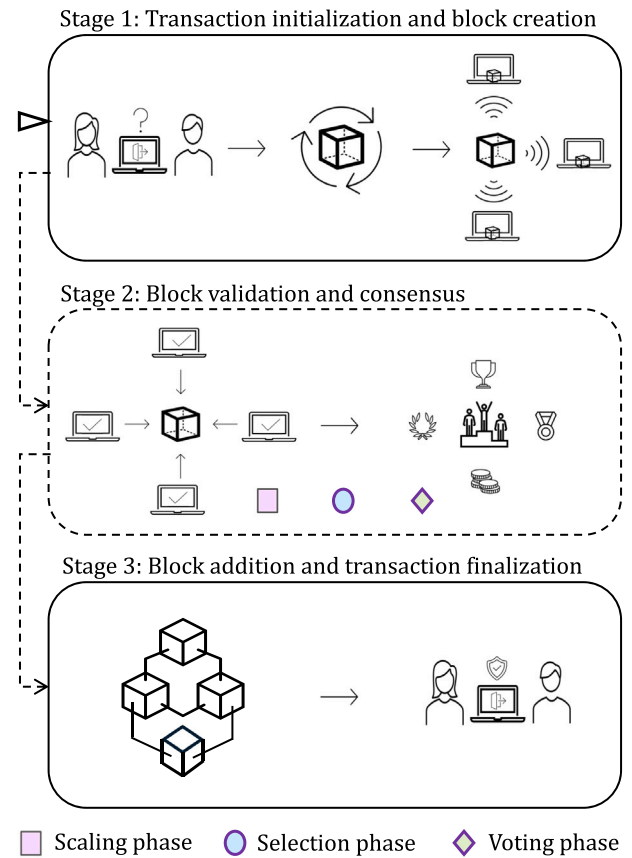 Stage 1: Transaction initialization and block creation
?
Stage 2: Block validation and consensus
Stage 3: Block addition and transaction finalization
Scaling phase Selection phase Voting phase